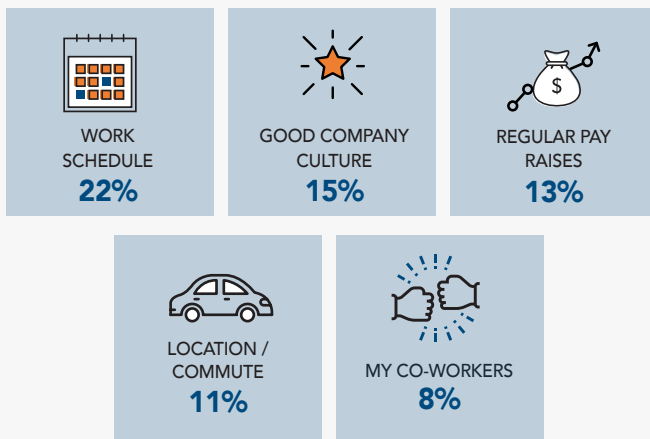 $
WORK
SCHEDULE
22%
GOOD COMPANY
CULTURE
15%
REGULAR PAY
RAISES
13%
LOCATION /
COMMUTE
11%
MY CO-WORKERS
8%